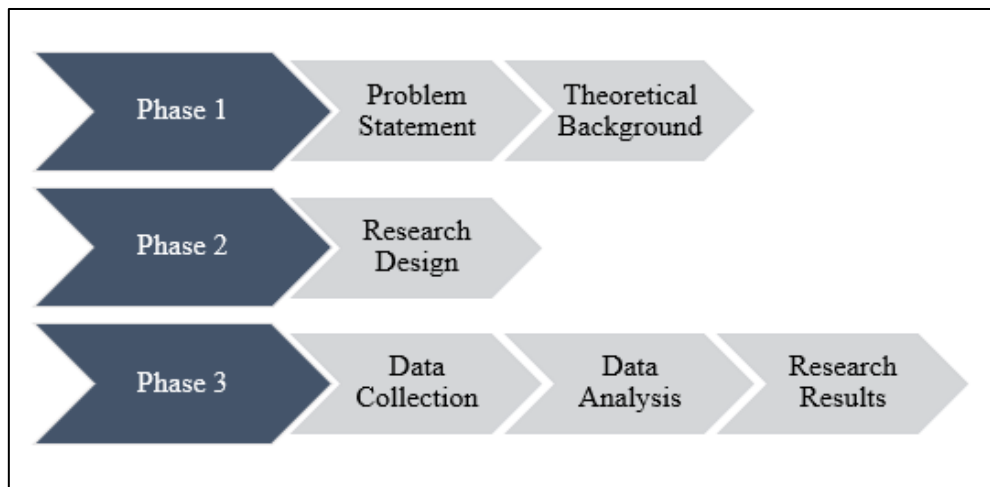 Phase 1
Problem
Statement
Theoretical
Background
Phase 2
Research
Design
Phase 3
Data
Collection
Data
Analysis
Research
Results